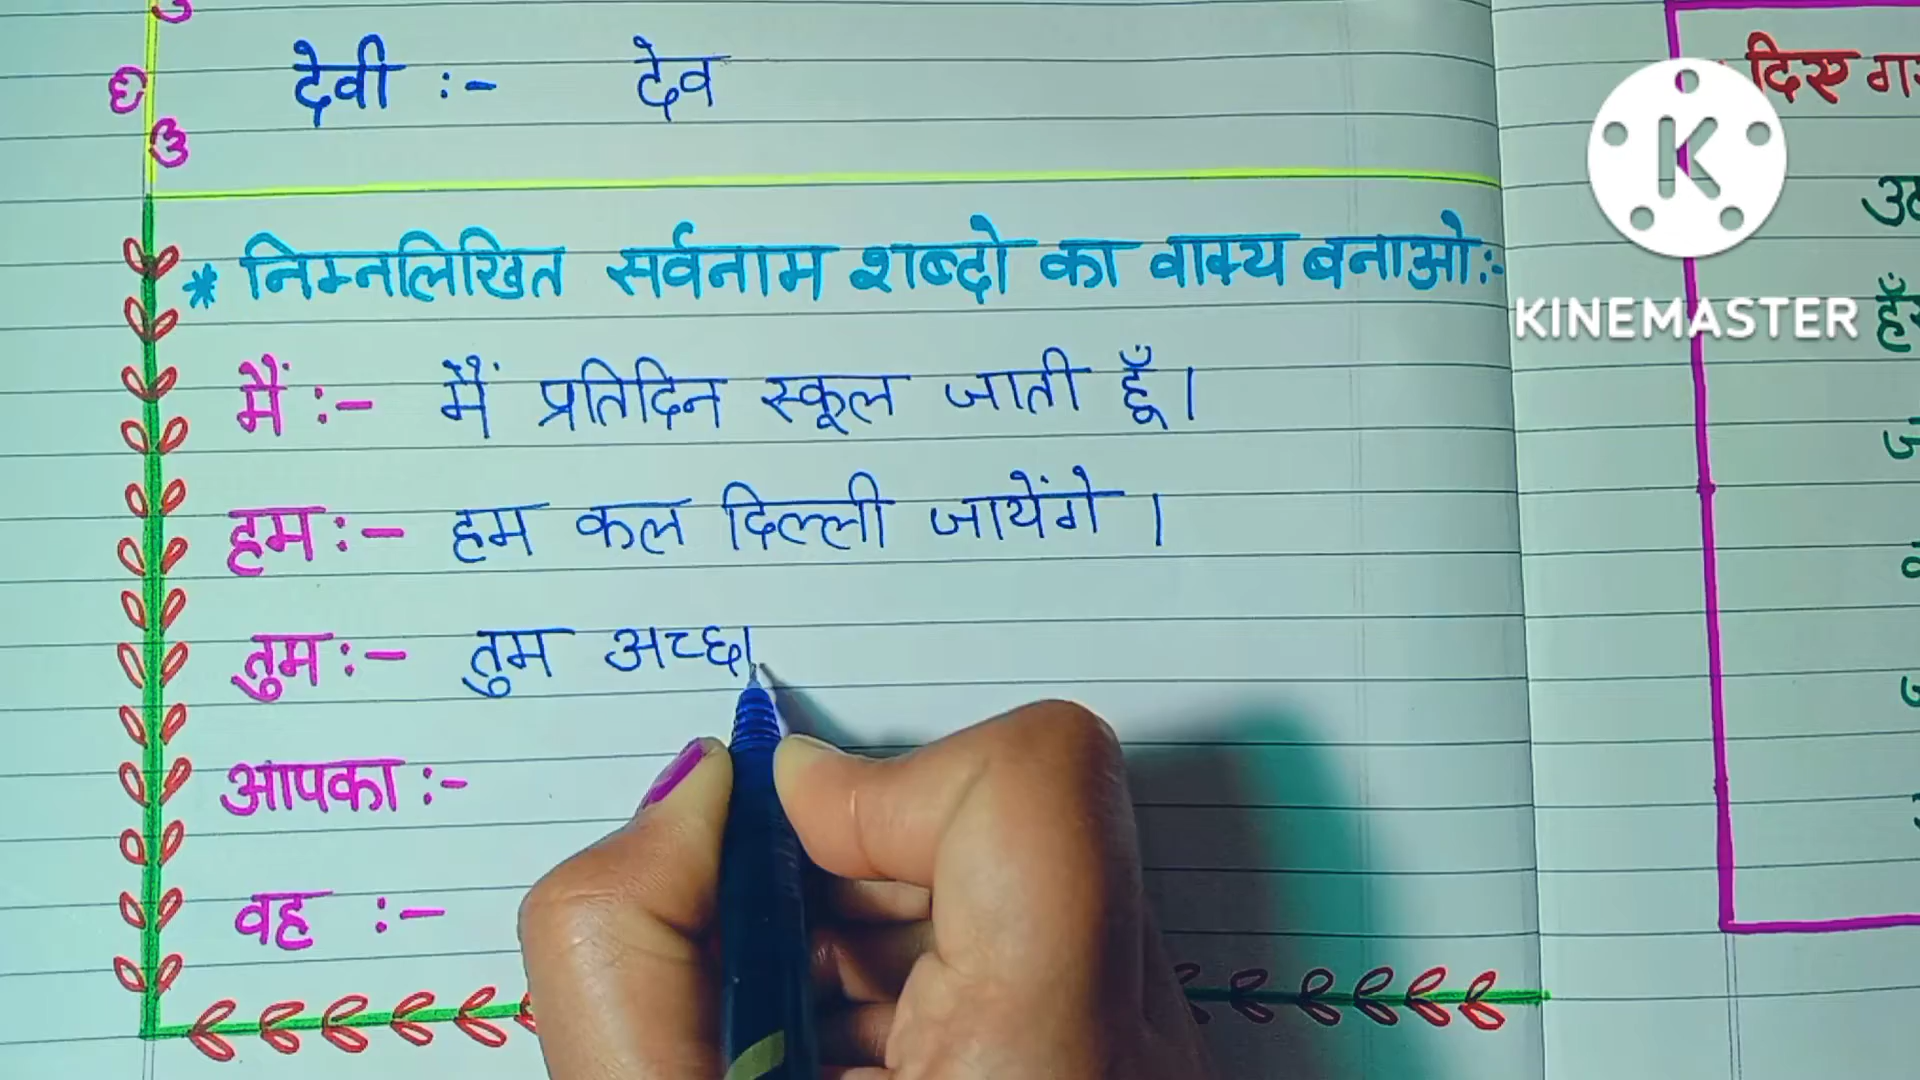 देवी :- देव
* निम्नलिखित सर्वनाम शब्दो का वाक्य बनाओ:-
मैं :- मैं प्रतिदिन स्कूल जाती हूँ।
हम :- हम कल दिल्ली जायेंगे ।
तुम :- तुम अच्छा
आपका :-
वह :-
दिए
KINEMASTER